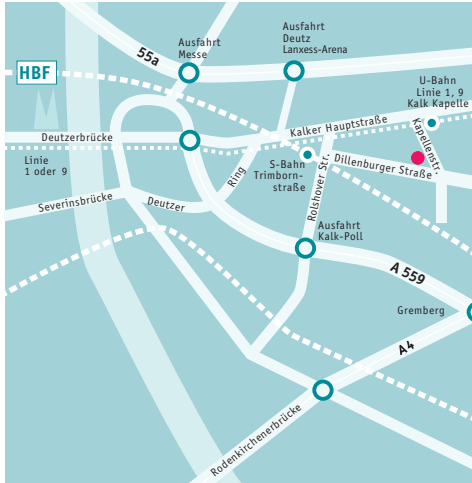 55a
Ausfahrt
Messe
Ausfahrt
Deutz
Lanxess-Arena
HBF
U-Bahn
Linie 1, 9
Kalk Kapelle
Deutzerbrücke
Kalker Hauptstraße
Kapellenstr.
Linie
1 oder 9
S-Bahn
Trimborn-
straße
Dillenburger Straße
Ring
Rolshover Str.
Severinsbrücke
Deutzer
Ausfahrt
Kalk-Poll
A 559
Gremberg
A4
Rodenkirchenerbrücke